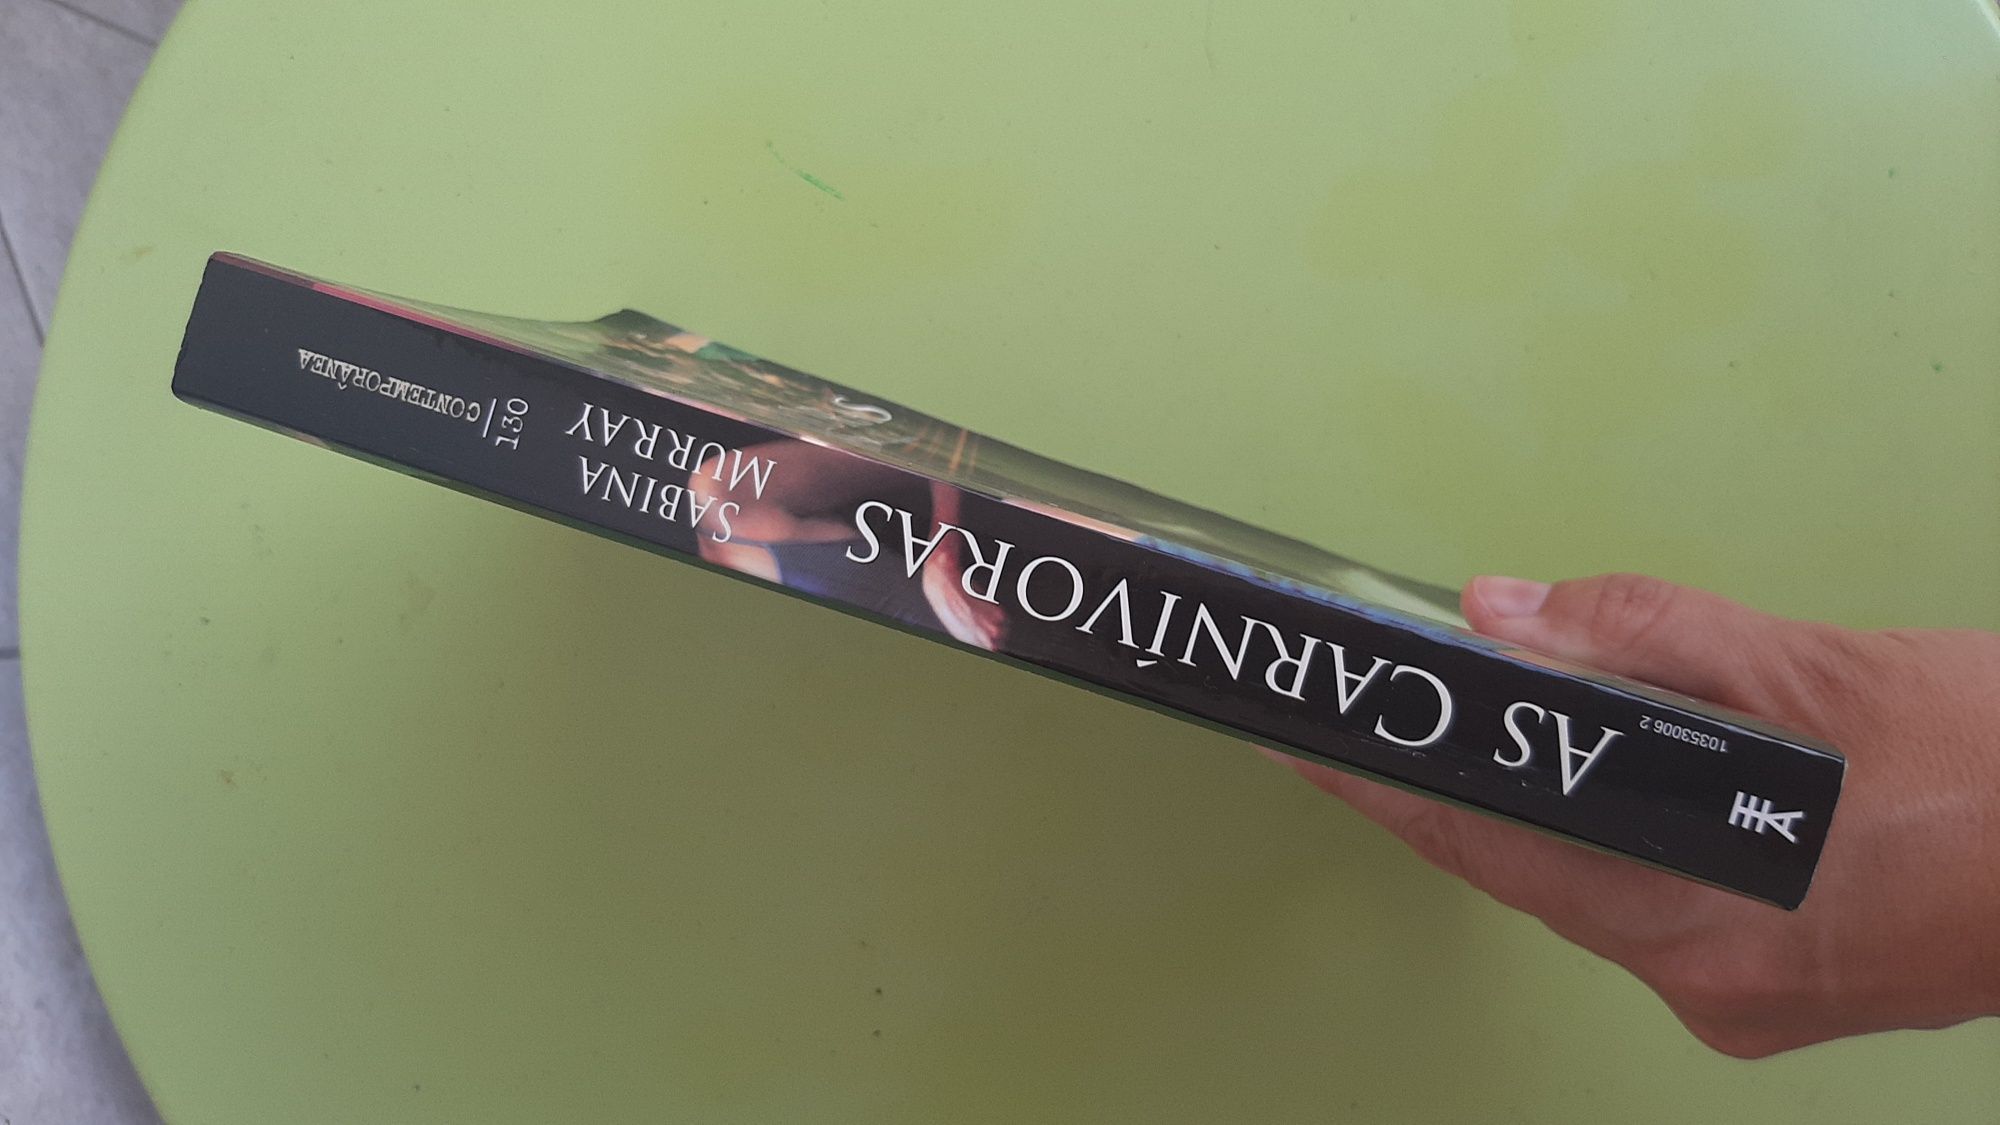 CONTEMPORÂNEA
130
SABINA
MURRAY
AS CARNÍVORAS
10353006 2